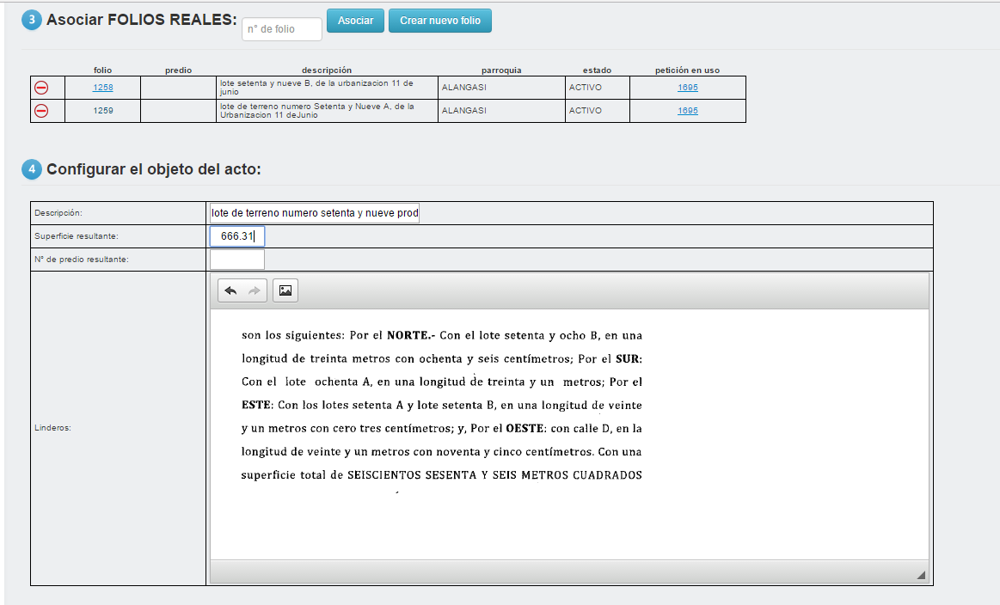 3 Asociar FOLIOS REALES: n° de folio Asociar Crear nuevo folio
folio predio descripción parroquia estado petición en uso
1258 lote setenta y nueve B, de la urbanizacion 11 de junio ALANGASI ACTIVO 1695
1259 lote de terreno numero Setenta y Nueve A, de la Urbanizacion 11 deJunio ALANGASI ACTIVO 1695
4 Configurar el objeto del acto:
Descripción: lote de terreno numero setenta y nueve prod
Superficie resultante: 666.31
N° de predio resultante:
Linderos:
son los siguientes: Por el NORTE.- Con el lote setenta y ocho B, en una
longitud de treinta metros con ochenta y seis centímetros; Por el SUR:
Con el lote ochenta A, en una longitud de treinta y un metros; Por el
ESTE: Con los lotes setenta A y lote setenta B, en una longitud de veinte
y un metros con cero tres centímetros; y, Por el OESTE: con calle D, en la
longitud de veinte y un metros con noventa y cinco centímetros. Con una
superficie total de SEISCIENTOS SESENTA Y SEIS METROS CUADRADOS